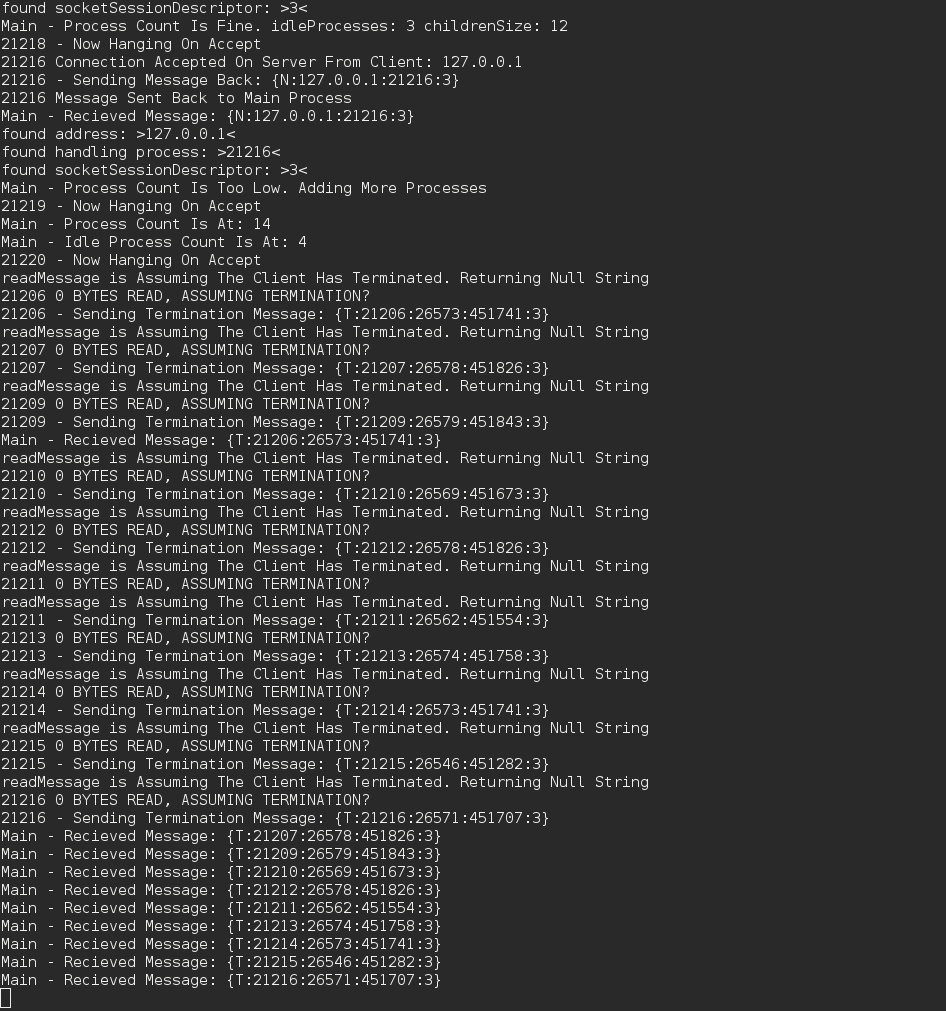 found socketSessionDescriptor: >3<
Main - Process Count Is Fine. idleProcesses: 3 childrenSize: 12
21218 - Now Hanging On Accept
21216 Connection Accepted On Server From Client: 127.0.0.1
21216 - Sending Message Back: {N:127.0.0.1:21216:3}
21216 Message Sent Back to Main Process
Main - Recieved Message: {N:127.0.0.1:21216:3}
found address: >127.0.0.1<
found handling process: >21216<
found socketSessionDescriptor: >3<
Main - Process Count Is Too Low. Adding More Processes
21219 - Now Hanging On Accept
Main - Process Count Is At: 14
Main - Idle Process Count Is At: 4
21220 - Now Hanging On Accept
readMessage is Assuming The Client Has Terminated. Returning Null String
21206 0 BYTES READ, ASSUMING TERMINATION?
21206 - Sending Termination Message: {T:21206:26573:451741:3}
readMessage is Assuming The Client Has Terminated. Returning Null String
21207 0 BYTES READ, ASSUMING TERMINATION?
21207 - Sending Termination Message: {T:21207:26578:451826:3}
readMessage is Assuming The Client Has Terminated. Returning Null String
21209 0 BYTES READ, ASSUMING TERMINATION?
21209 - Sending Termination Message: {T:21209:26579:451843:3}
Main - Recieved Message: {T:21206:26573:451741:3}
readMessage is Assuming The Client Has Terminated. Returning Null String
21210 0 BYTES READ, ASSUMING TERMINATION?
21210 - Sending Termination Message: {T:21210:26569:451673:3}
readMessage is Assuming The Client Has Terminated. Returning Null String
21212 0 BYTES READ, ASSUMING TERMINATION?
21212 - Sending Termination Message: {T:21212:26578:451826:3}
readMessage is Assuming The Client Has Terminated. Returning Null String
21211 0 BYTES READ, ASSUMING TERMINATION?
readMessage is Assuming The Client Has Terminated. Returning Null String
21211 - Sending Termination Message: {T:21211:26562:451554:3}
21213 0 BYTES READ, ASSUMING TERMINATION?
21213 - Sending Termination Message: {T:21213:26574:451758:3}
readMessage is Assuming The Client Has Terminated. Returning Null String
21214 0 BYTES READ, ASSUMING TERMINATION?
21214 - Sending Termination Message: {T:21214:26573:451741:3}
readMessage is Assuming The Client Has Terminated. Returning Null String
21215 0 BYTES READ, ASSUMING TERMINATION?
21215 - Sending Termination Message: {T:21215:26546:451282:3}
readMessage is Assuming The Client Has Terminated. Returning Null String
21216 0 BYTES READ, ASSUMING TERMINATION?
21216 - Sending Termination Message: {T:21216:26571:451707:3}
Main - Recieved Message: {T:21207:26578:451826:3}
Main - Recieved Message: {T:21209:26579:451843:3}
Main - Recieved Message: {T:21210:26569:451673:3}
Main - Recieved Message: {T:21212:26578:451826:3}
Main - Recieved Message: {T:21211:26562:451554:3}
Main - Recieved Message: {T:21213:26574:451758:3}
Main - Recieved Message: {T:21214:26573:451741:3}
Main - Recieved Message: {T:21215:26546:451282:3}
Main - Recieved Message: {T:21216:26571:451707:3}